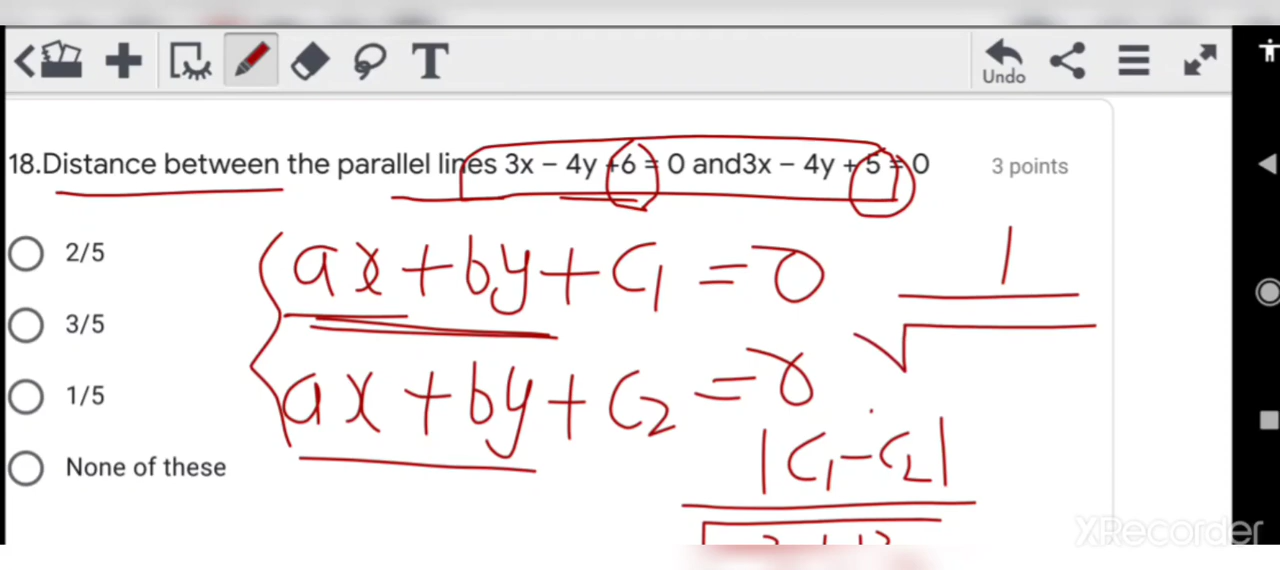 T
Undo
18.Distance between the parallel lines 3x – 4y +6 = 0 and3x – 4y + 5 = 0
3 points
2/5
3/5
1/5
None of these
ax + by + C₁ = 0
1
√
ax + by + C₂ = 0
|C₁ – C₂|
XRecorder